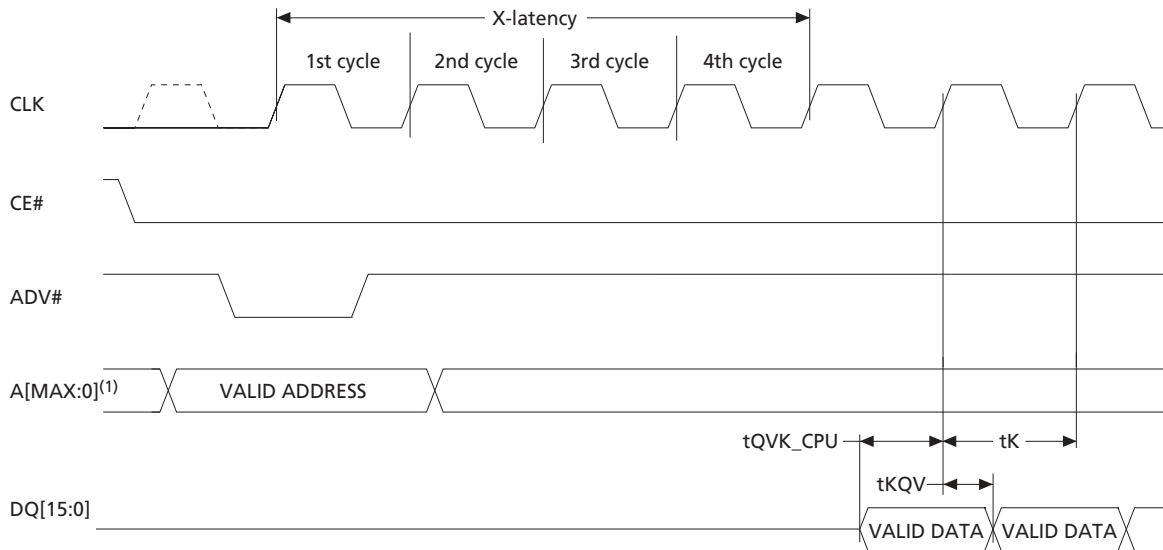 X-latency
1st cycle 2nd cycle 3rd cycle 4th cycle
CLK
CE#
ADV#
A[MAX:0](1) VALID ADDRESS
tQVK_CPU tK
tKQV
DQ[15:0]
VALID DATA VALID DATA